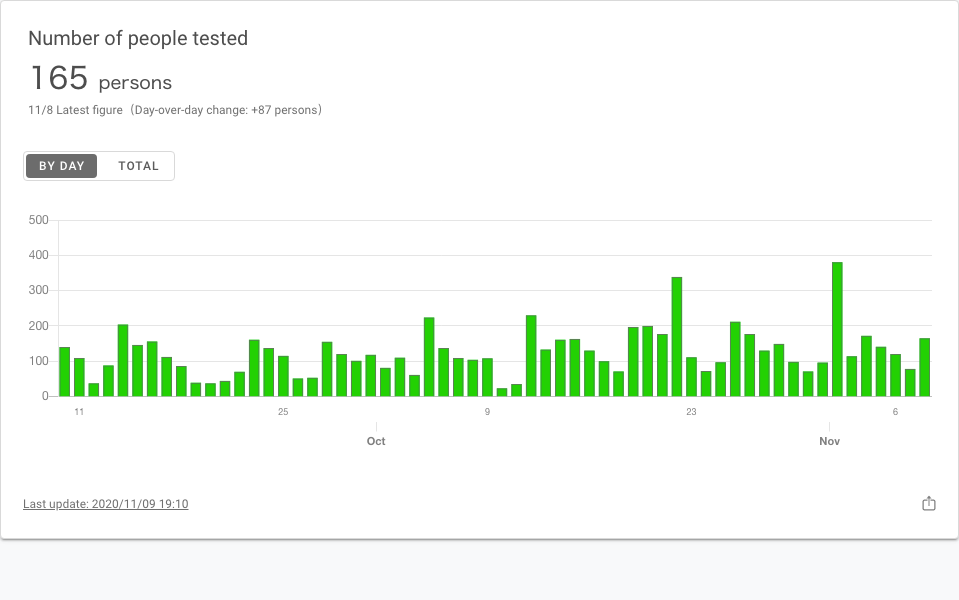 Number of people tested
165 persons
11/8 Latest figure（Day-over-day change: +87 persons）
BY DAY TOTAL
500
400
300
200
100
0
11 25 9 23 6
Oct Nov
Last update: 2020/11/09 19:10